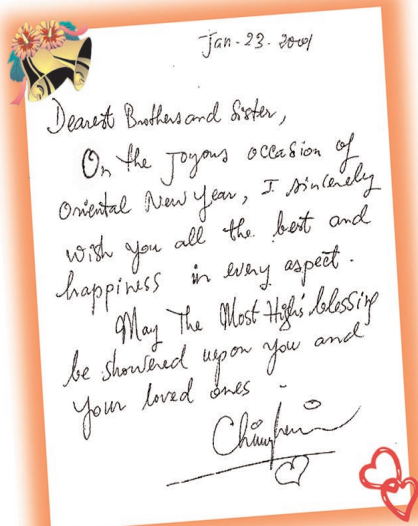 Jan-23-2001
Dearest Brothers and Sister,
On the Joyous occasion of
Oriental New Year, I sincerely
wish you all the best and
happiness in every aspect.
May The Most High's blessing
be showered upon you and
your loved ones -